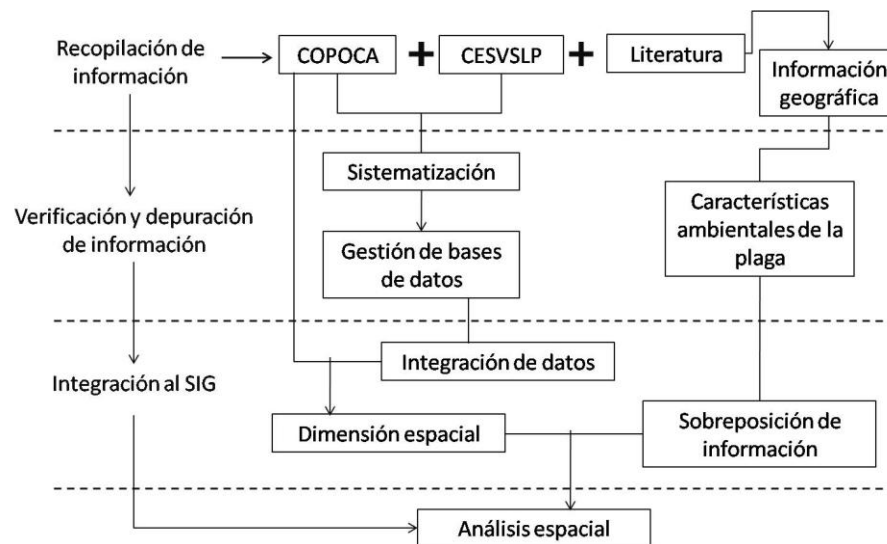 Recopilación de
información
COPOCA + CESVSLP + Literatura
Información
geográfica
Sistematización
Verificación y depuración
de información
Gestión de bases
de datos
Características
ambientales de la
plaga
Integración al SIG
Integración de datos
Dimensión espacial
Sobreposición de
información
Análisis espacial